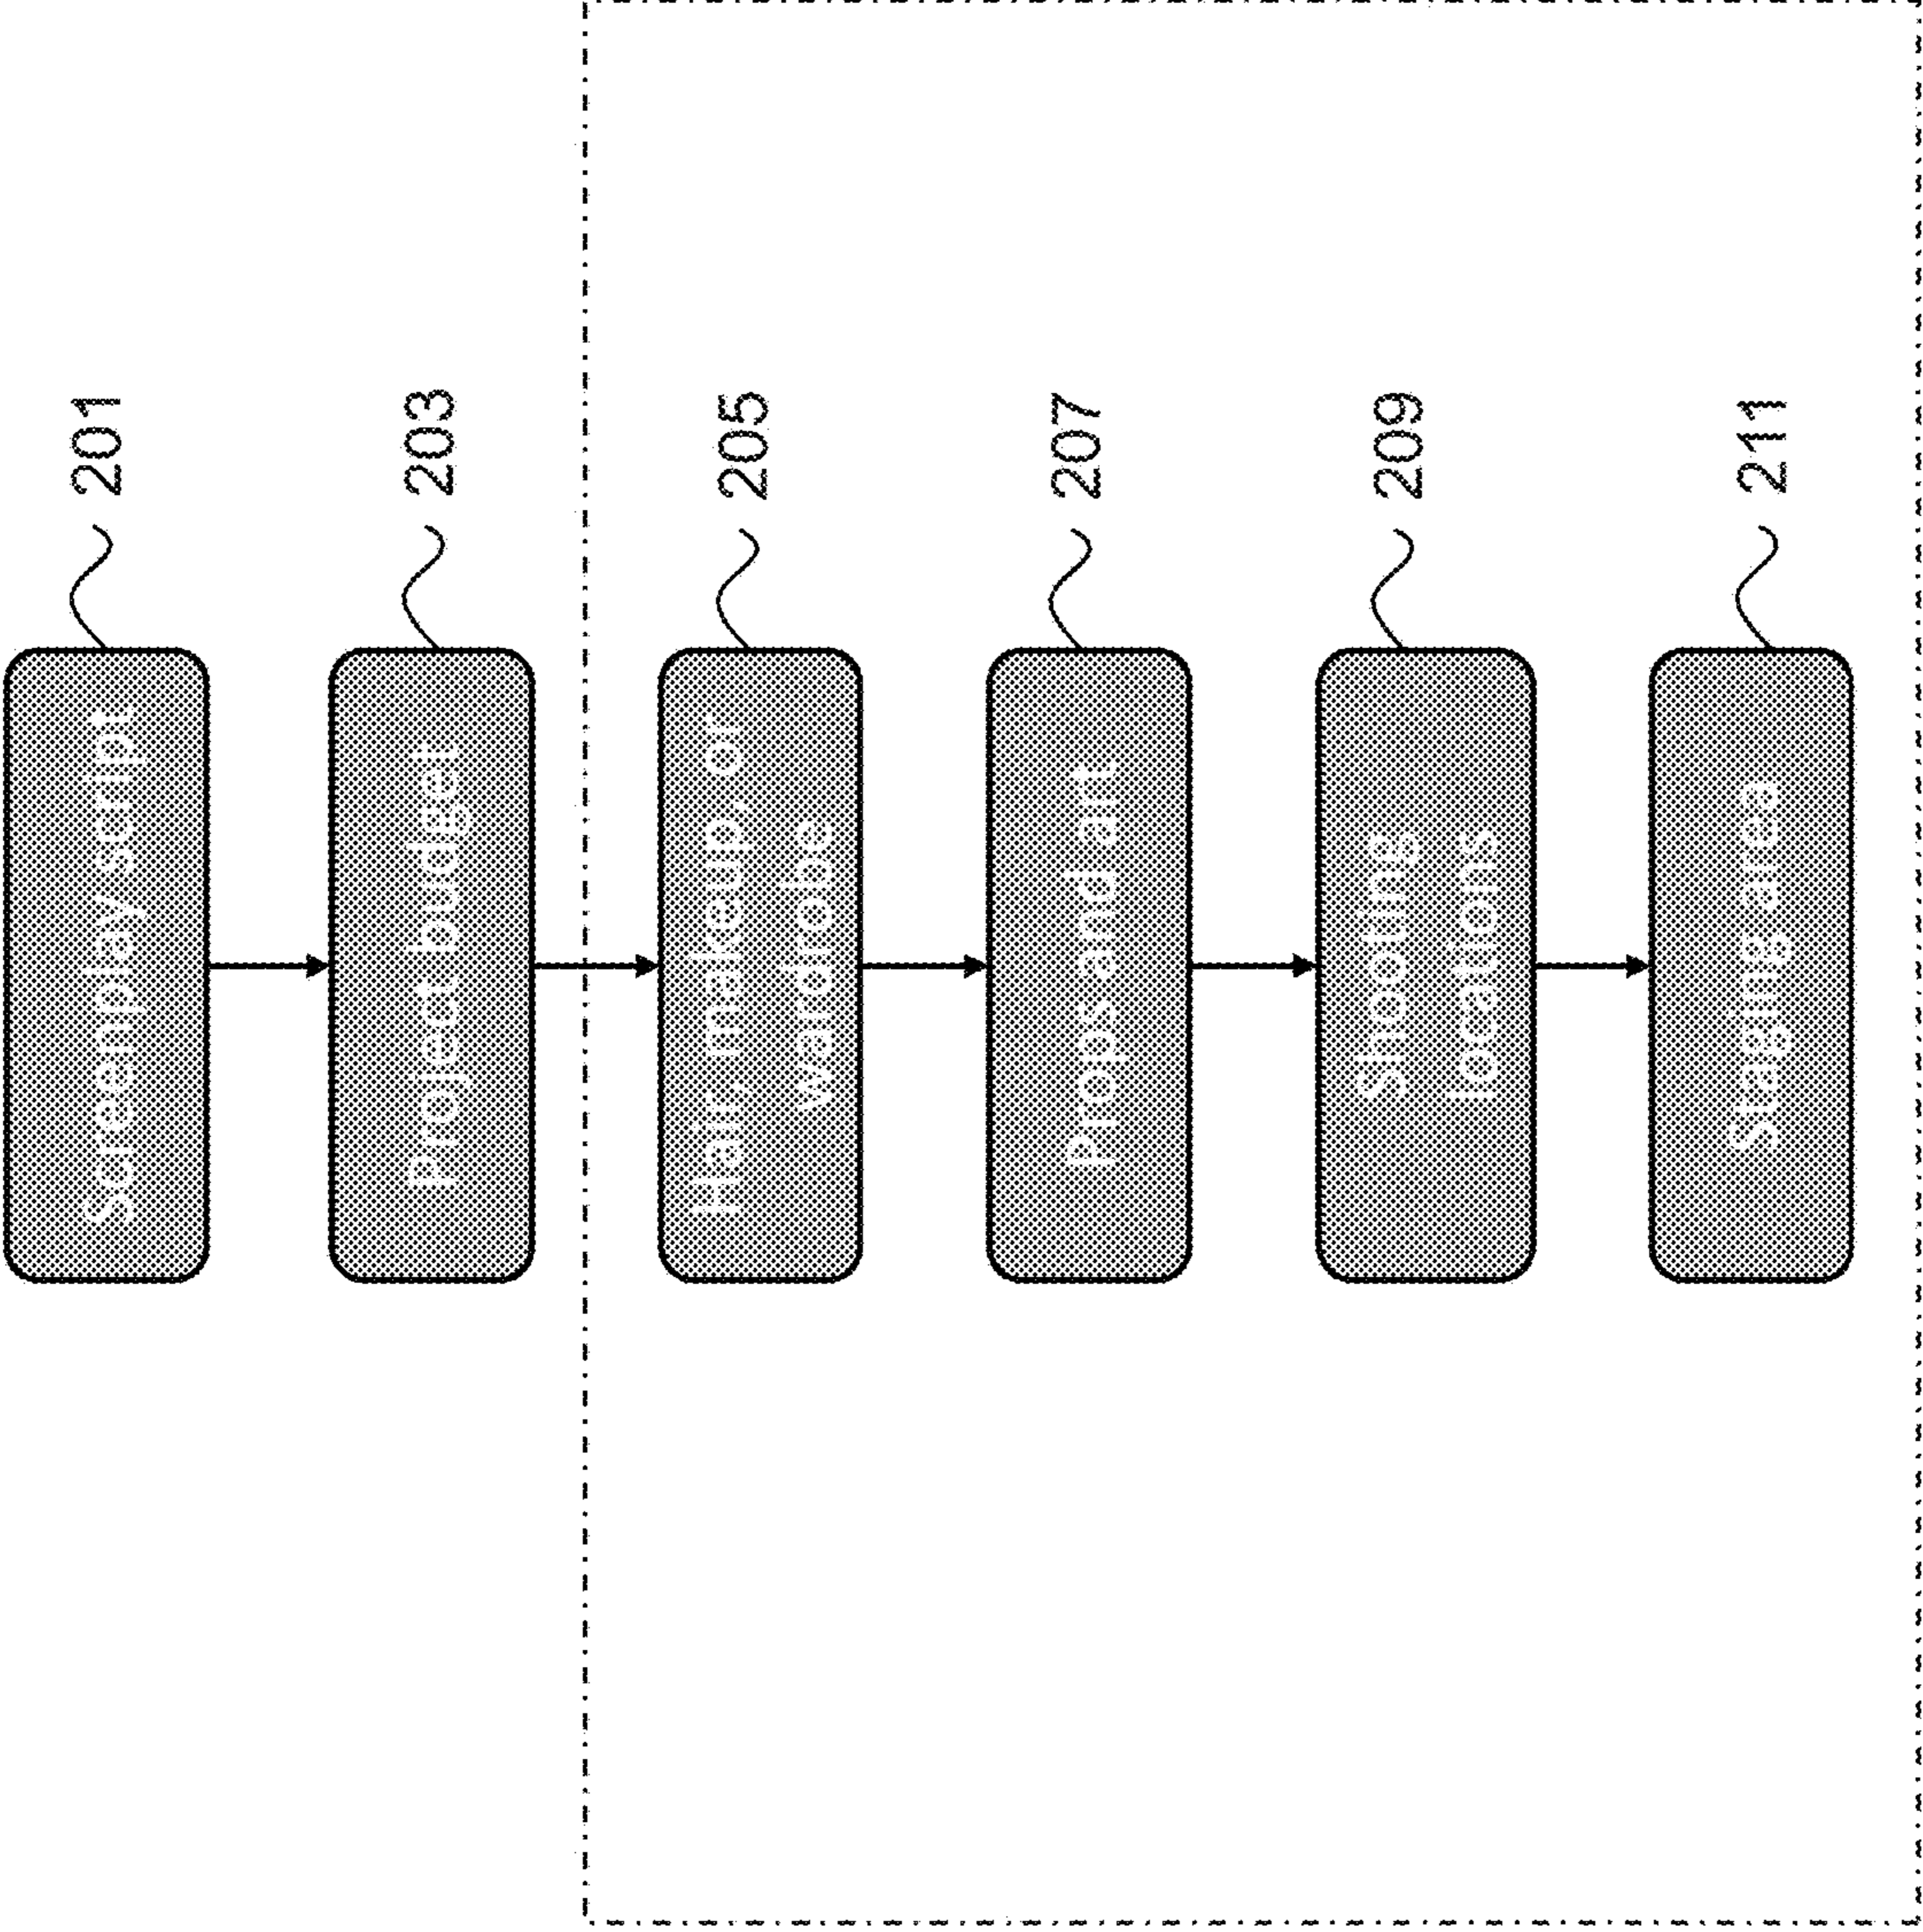 Screenplay script
201
Project budget
203
Hair, makeup, or
wardrobe
205
Props and art
207
Shooting
locations
209
Staging area
211